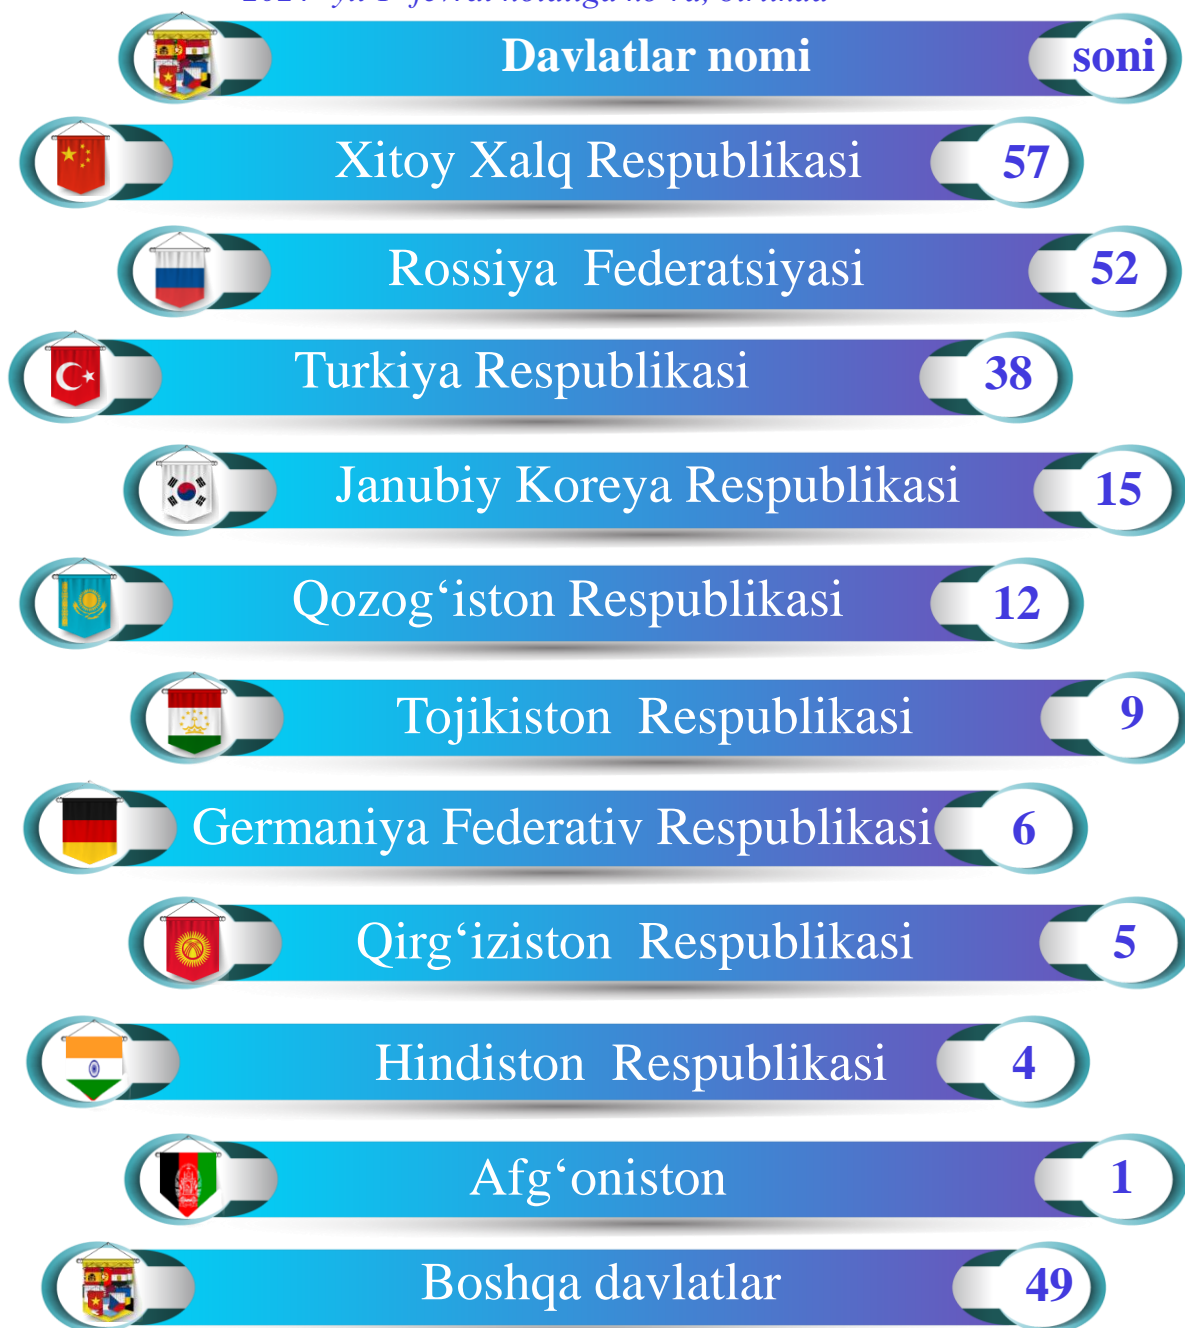 Davlatlar nomi soni
Xitoy Xalq Respublikasi 57
Rossiya Federatsiyasi 52
Turkiya Respublikasi 38
Janubiy Koreya Respublikasi 15
Qozog‘iston Respublikasi 12
Tojikiston Respublikasi 9
Germaniya Federativ Respublikasi 6
Qirg‘iziston Respublikasi 5
Hindiston Respublikasi 4
Afg‘oniston 1
Boshqa davlatlar 49